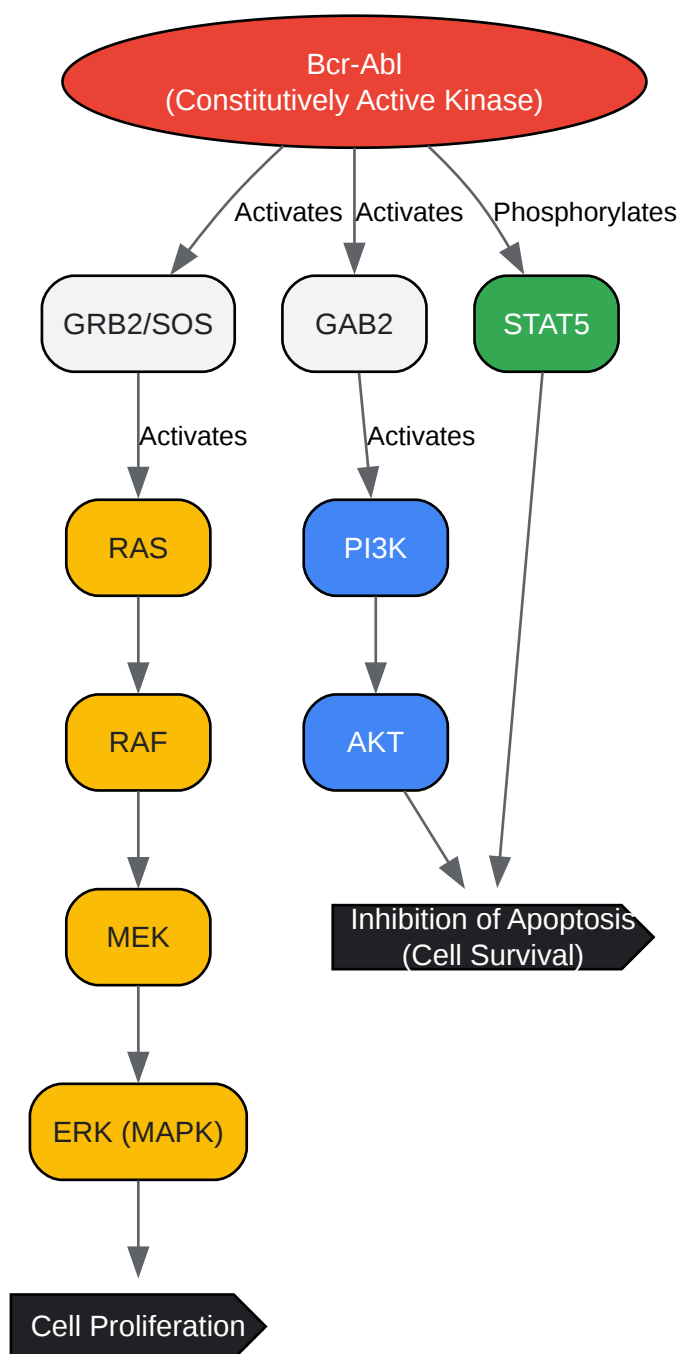 Bcr-Abl
(Constitutively Active Kinase)
Activates
Activates
Phosphorylates
GRB2/SOS
GAB2
STAT5
Activates
Activates
RAS
PI3K
RAF
AKT
MEK
Inhibition of Apoptosis
(Cell Survival)
ERK (MAPK)
Cell Proliferation